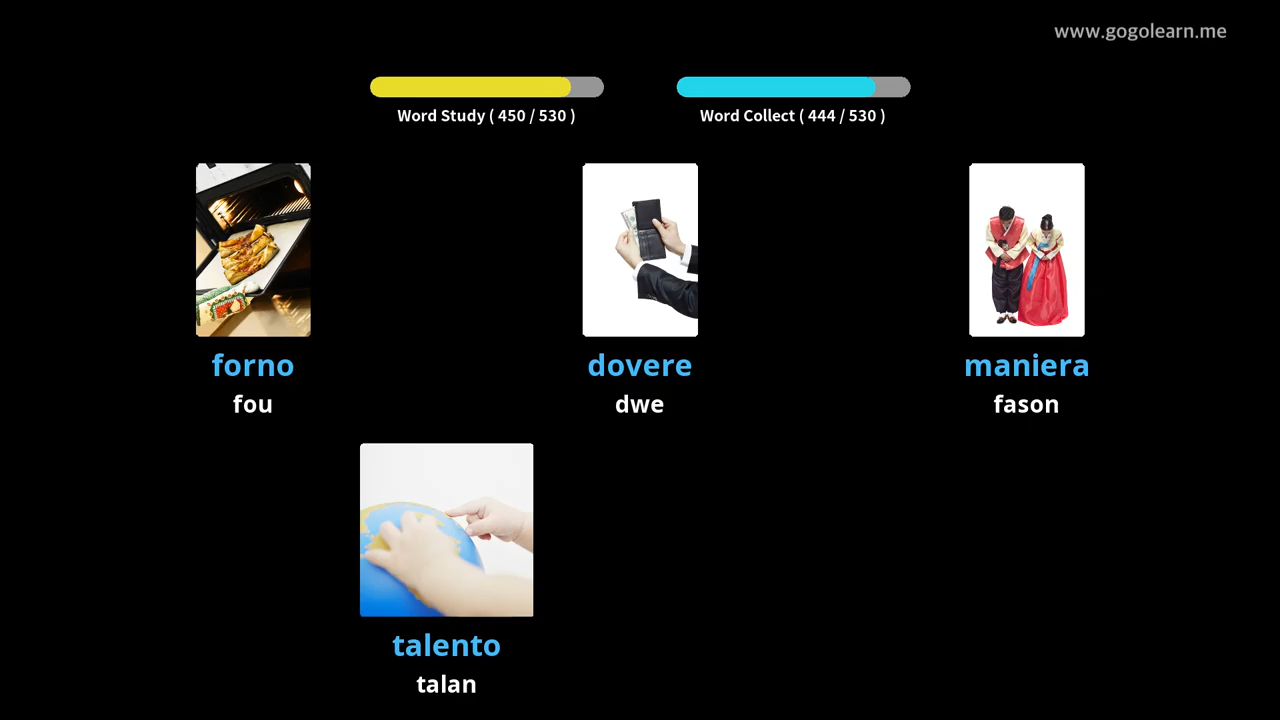 www.gogolearn.me
Word Study ( 450 / 530 )
Word Collect ( 444 / 530 )
forno
fou
dovere
dwe
maniera
fason
talento
talan